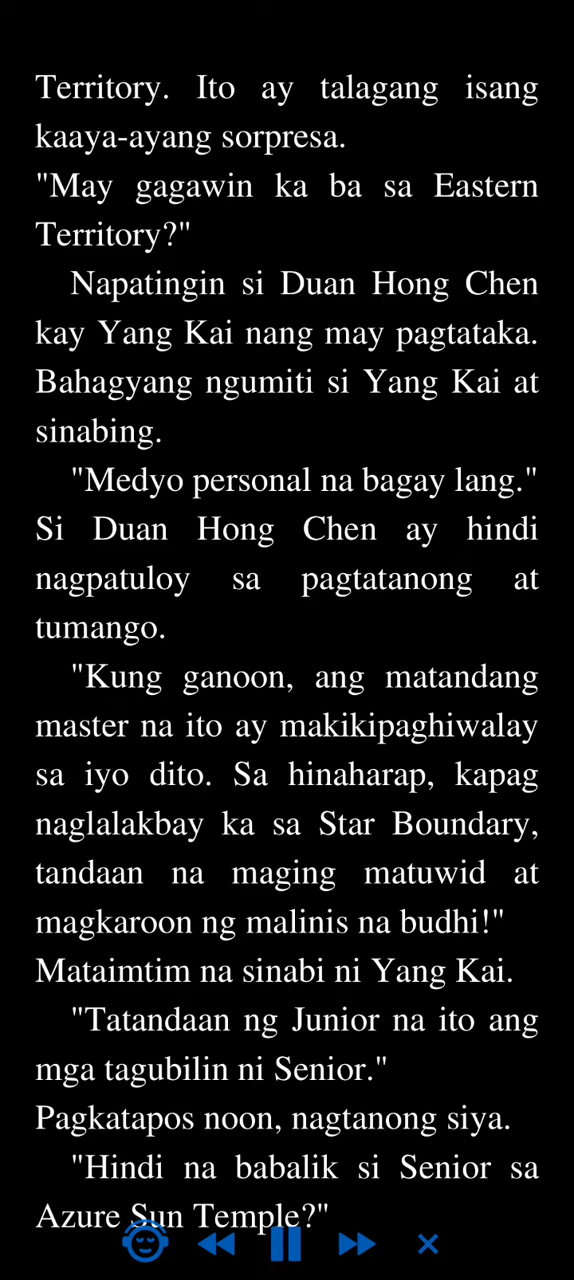 Territory. Ito ay talagang isang
kaaya-ayang sorpresa.
"May gagawin ka ba sa Eastern
Territory?"
Napatingin si Duan Hong Chen
kay Yang Kai nang may pagtataka.
Bahagyang ngumiti si Yang Kai at
sinabing.
"Medyo personal na bagay lang."
Si Duan Hong Chen ay hindi
nagpatuloy sa pagtatanong at
tumango.
"Kung ganoon, ang matandang
master na ito ay makikipaghiwalay
sa iyo dito. Sa hinaharap, kapag
naglalakbay ka sa Star Boundary,
tandaan na maging matuwid at
magkaroon ng malinis na budhi!"
Mataimtim na sinabi ni Yang Kai.
"Tatandaan ng Junior na ito ang
mga tagubilin ni Senior."
Pagkatapos noon, nagtanong siya.
"Hindi na babalik si Senior sa
Azure Sun Temple?"